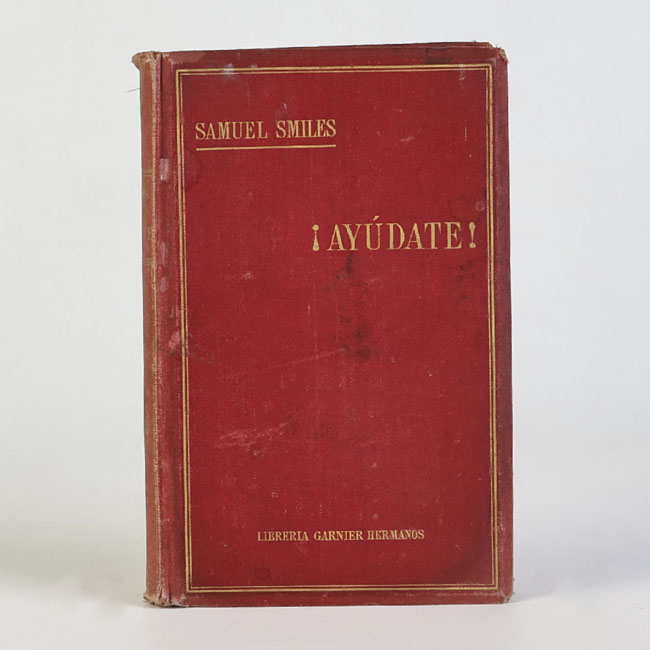 SAMUEL SMILES
¡AYÚDATE!
LIBRERIA GARNIER HERMANOS